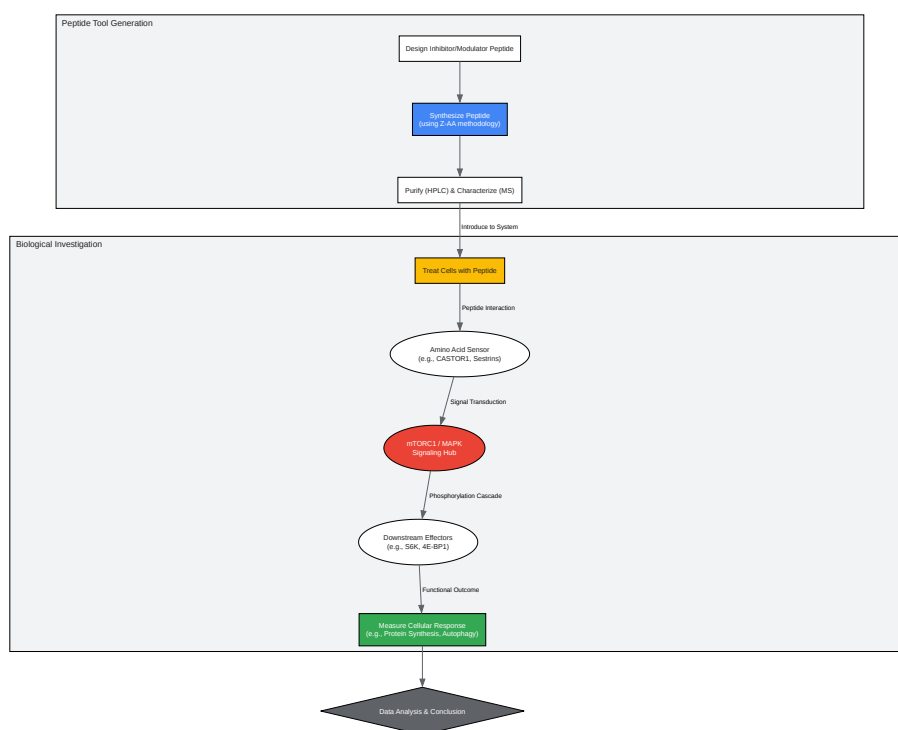 Peptide Tool Generation
Design Inhibitor/Modulator Peptide
Synthesize Peptide
(using Z-AA methodology)
Purify (HPLC) & Characterize (MS)
Introduce to System
Biological Investigation
Treat Cells with Peptide
Peptide Interaction
Amino Acid Sensor
(e.g., CASTOR1, Sestrins)
Signal Transduction
mTORC1 / MAPK
Signaling Hub
Phosphorylation Cascade
Downstream Effectors
(e.g., S6K, 4E-BP1)
Functional Outcome
Measure Cellular Response
(e.g., Protein Synthesis, Autophagy)
Data Analysis & Conclusion